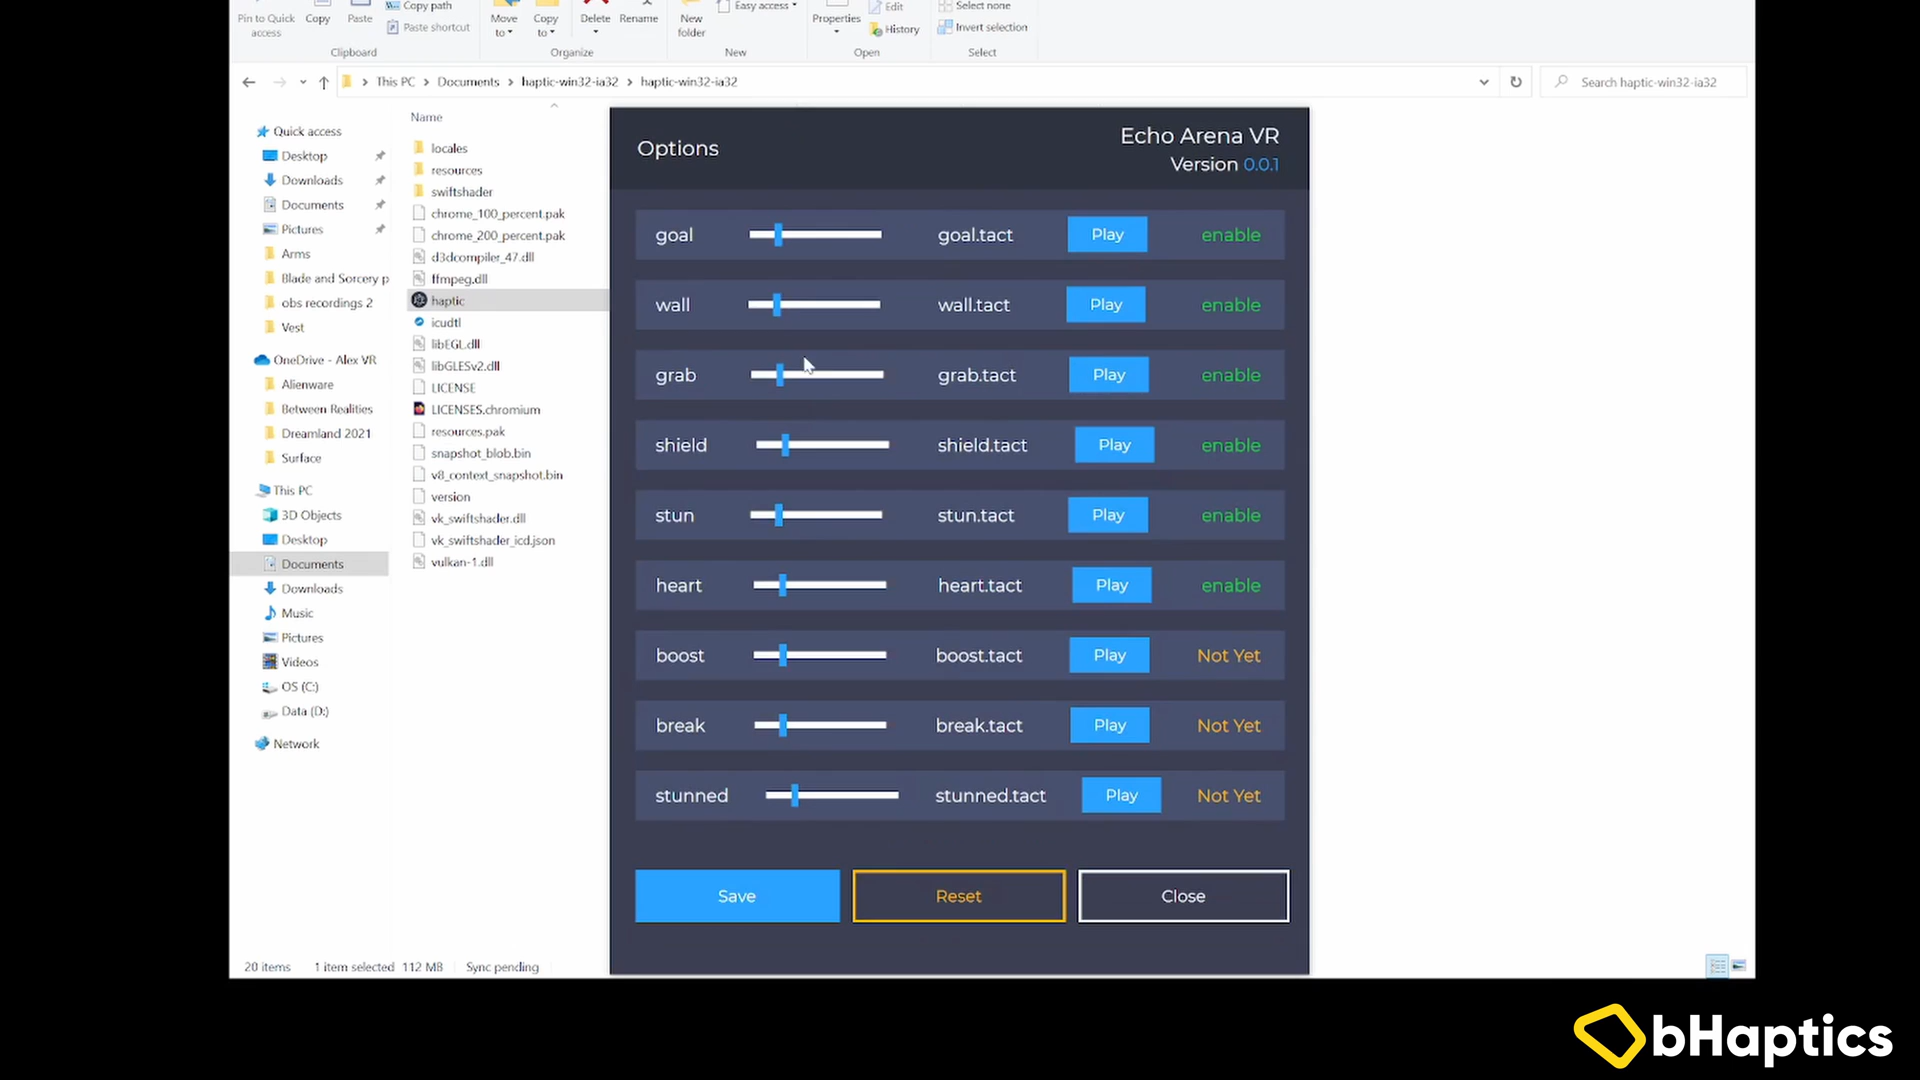 Pin to Quick access
Copy
Paste
Copy path
Paste shortcut
Clipboard
Move to
Copy to
Delete
Rename
Organize
New folder
Easy access
New
Properties
Edit
History
Open
Select none
Invert selection
Select
This PC > Documents > haptic-win32-ia32 > haptic-win32-ia32
Search haptic-win32-ia32
Quick access
Desktop
Downloads
Documents
Pictures
Arms
Blade and Sorcery p
obs recordings 2
Vest
OneDrive - Alex VR
Alienware
Between Realities
Dreamland 2021
Surface
This PC
3D Objects
Desktop
Documents
Downloads
Music
Pictures
Videos
OS (C:)
Data (D:)
Network
Name
locales
resources
swiftshader
chrome_100_percent.pak
chrome_200_percent.pak
d3dcompiler_47.dll
ffmpeg.dll
haptic
icudtl
libEGL.dll
libGLESv2.dll
LICENSE
LICENSES.chromium
resources.pak
snapshot_blob.bin
v8_context_snapshot.bin
version
vk_swiftshader.dll
vk_swiftshader_icd.json
vulkan-1.dll
Options
Echo Arena VR
Version 0.0.1
goal goal.tact Play enable
wall wall.tact Play enable
grab grab.tact Play enable
shield shield.tact Play enable
stun stun.tact Play enable
heart heart.tact Play enable
boost boost.tact Play Not Yet
break break.tact Play Not Yet
stunned stunned.tact Play Not Yet
Save Reset Close
20 items 1 item selected 112 MB Sync pending
bHaptics